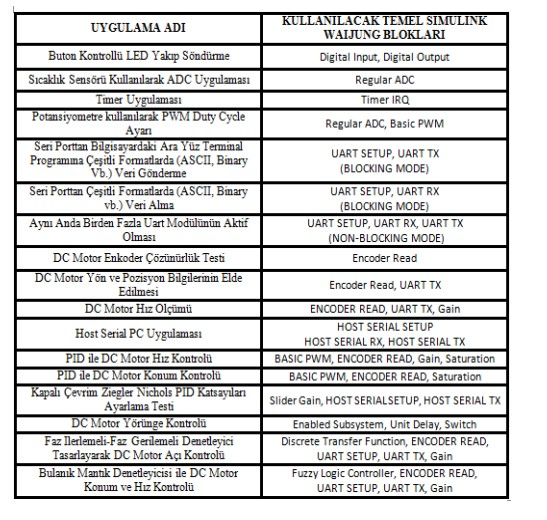 UYGULAMA ADI
KULLANILACAK TEMEL SIMULINK
WAIJUNG BLOKLARI
Buton Kontrollü LED Yakıp Söndürme
Digital Input, Digital Output
Sıcaklık Sensörü Kullanılarak ADC Uygulaması
Regular ADC
Timer Uygulaması
Timer IRQ
Potansiyometre kullanılarak PWM Duty Cycle
Ayarı
Regular ADC, Basic PWM
Seri Porttan Bilgisayardaki Ara Yüz Terminal
Programına Çeşitli Formatlarda (ASCII, Binary
Vb.) Veri Gönderme
UART SETUP, UART TX
(BLOCKING MODE)
Seri Porttan Çeşitli Formatlarda (ASCII, Binary
vb.) Veri Alma
UART SETUP, UART RX
(BLOCKING MODE)
Aynı Anda Birden Fazla Uart Modülünün Aktif
Olması
UART SETUP, UART RX, UART TX
(NON-BLOCKING MODE)
DC Motor Enkoder Çözünürlük Testi
Encoder Read
DC Motor Yön ve Pozisyon Bilgilerinin Elde
Edilmesi
Encoder Read, UART TX
DC Motor Hız Ölçümü
ENCODER READ, UART TX, Gain
Host Serial PC Uygulaması
HOST SERIAL SETUP
HOST SERIAL RX, HOST SERIAL TX
PID ile DC Motor Hız Kontrolü
BASIC PWM, ENCODER READ, Gain, Saturation
PID ile DC Motor Konum Kontrolü
BASIC PWM, ENCODER READ, Saturation
Kapalı Çevrim Ziegler Nichols PID Katsayıları
Ayarlama Testi
Slider Gain, HOST SERIALSETUP, HOST SERIAL TX
DC Motor Yörünge Kontrolü
Enabled Subsystem, Unit Delay, Switch
Faz İlerlemeli-Faz Gerilemeli Denetleyici
Tasarlayarak DC Motor Açı Kontrolü
Discrete Transfer Function, ENCODER READ,
UART SETUP, UART TX, Gain
Bulanık Mantık Denetleyicisi ile DC Motor
Konum ve Hız Kontrolü
Fuzzy Logic Controller, ENCODER READ,
UART SETUP, UART TX, Gain